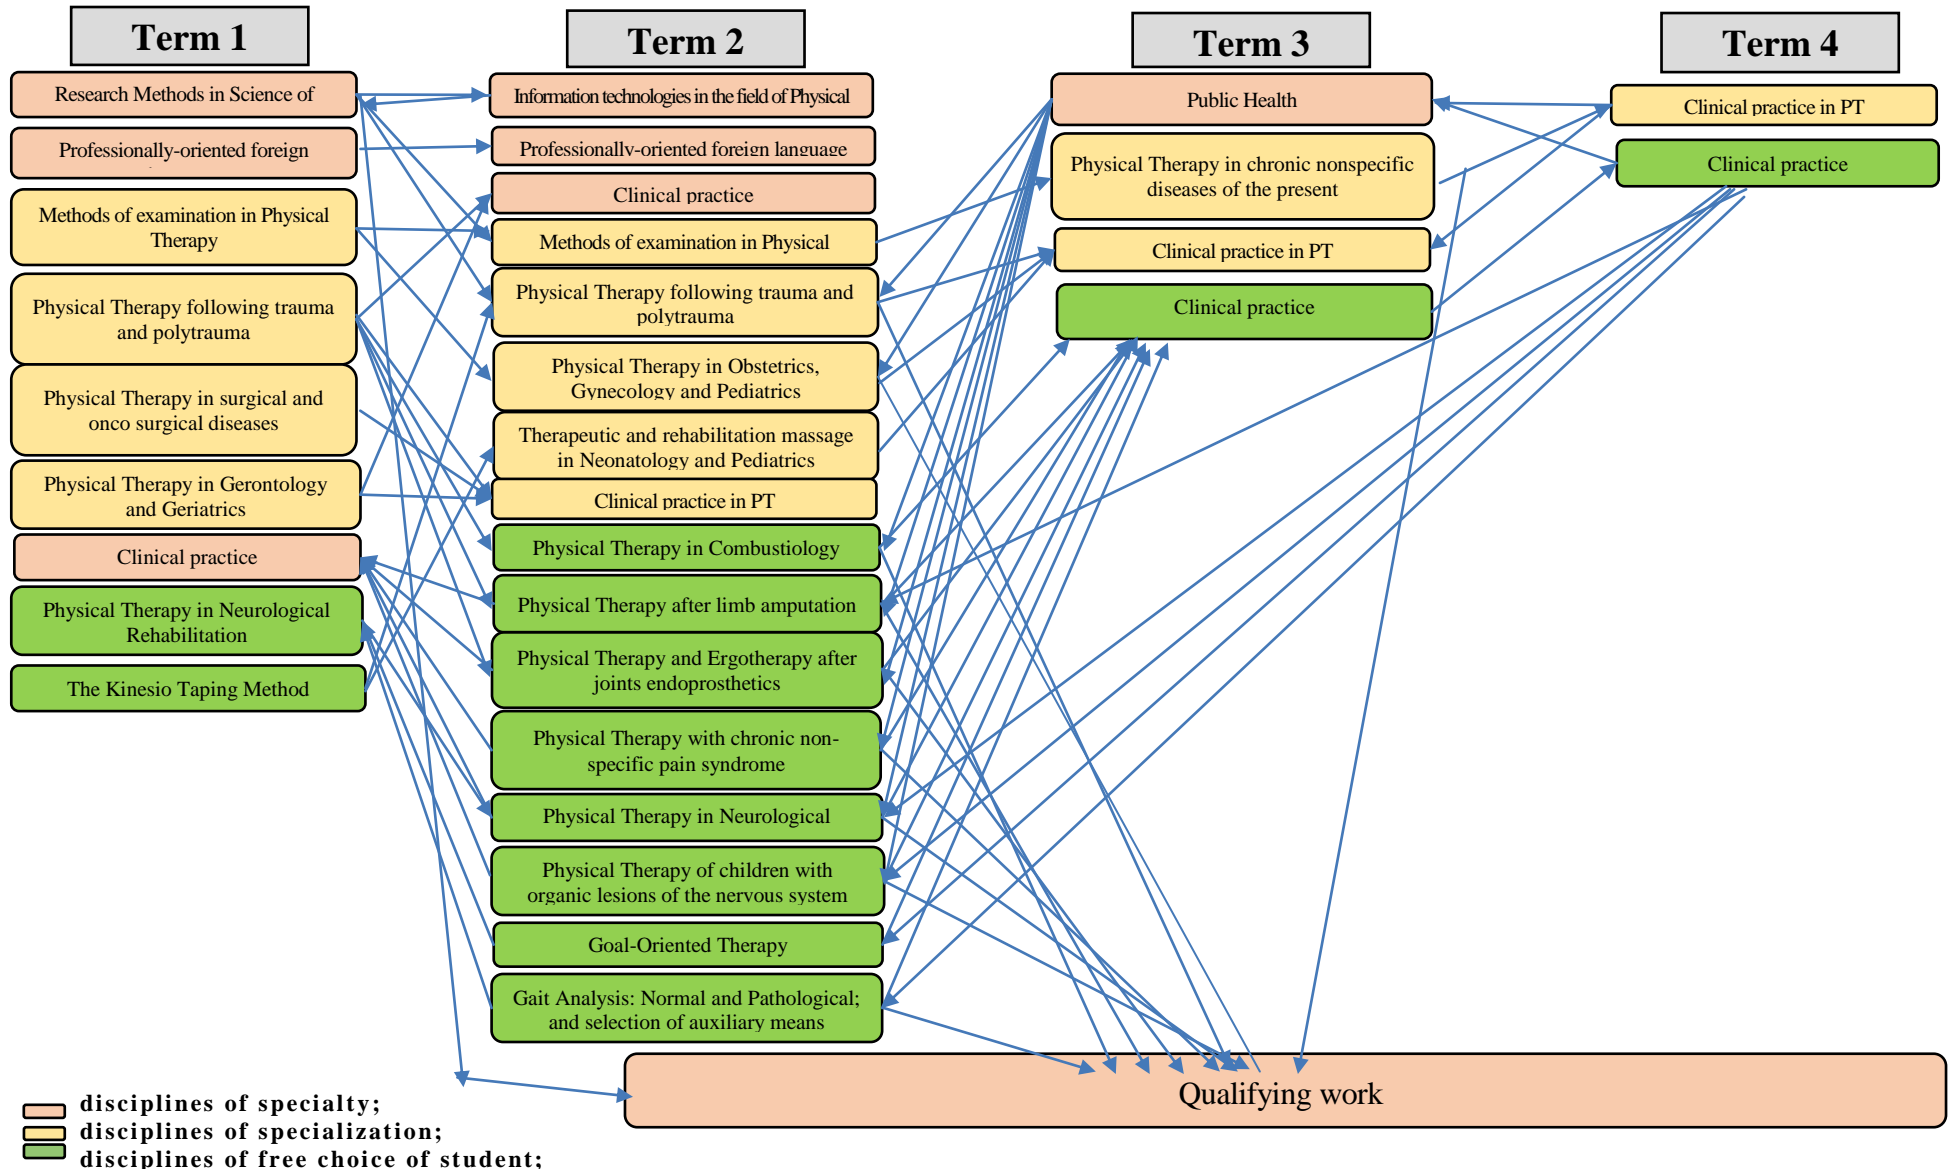 Term 1
Research Methods in Science of
Professionally-oriented foreign
Methods of examination in Physical
Therapy
Physical Therapy following trauma
and polytrauma
Physical Therapy in surgical and
onco surgical diseases
Physical Therapy in Gerontology
and Geriatrics
Clinical practice
Physical Therapy in Neurological
Rehabilitation
The Kinesio Taping Method
Term 2
Information technologies in the field of Physical
Professionally-oriented foreign language
Clinical practice
Methods of examination in Physical
Physical Therapy following trauma and
polytrauma
Physical Therapy in Obstetrics,
Gynecology and Pediatrics
Therapeutic and rehabilitation massage
in Neonatology and Pediatrics
Clinical practice in PT
Physical Therapy in Combustiology
Physical Therapy after limb amputation
Physical Therapy and Ergotherapy after
joints endoprosthetics
Physical Therapy with chronic non-
specific pain syndrome
Physical Therapy in Neurological
Physical Therapy of children with
organic lesions of the nervous system
Goal-Oriented Therapy
Gait Analysis: Normal and Pathological;
and selection of auxiliary means
Term 3
Public Health
Physical Therapy in chronic nonspecific
diseases of the present
Clinical practice in PT
Clinical practice
Term 4
Clinical practice in PT
Clinical practice
Qualifying work
disciplines of specialty;
disciplines of specialization;
disciplines of free choice of student;